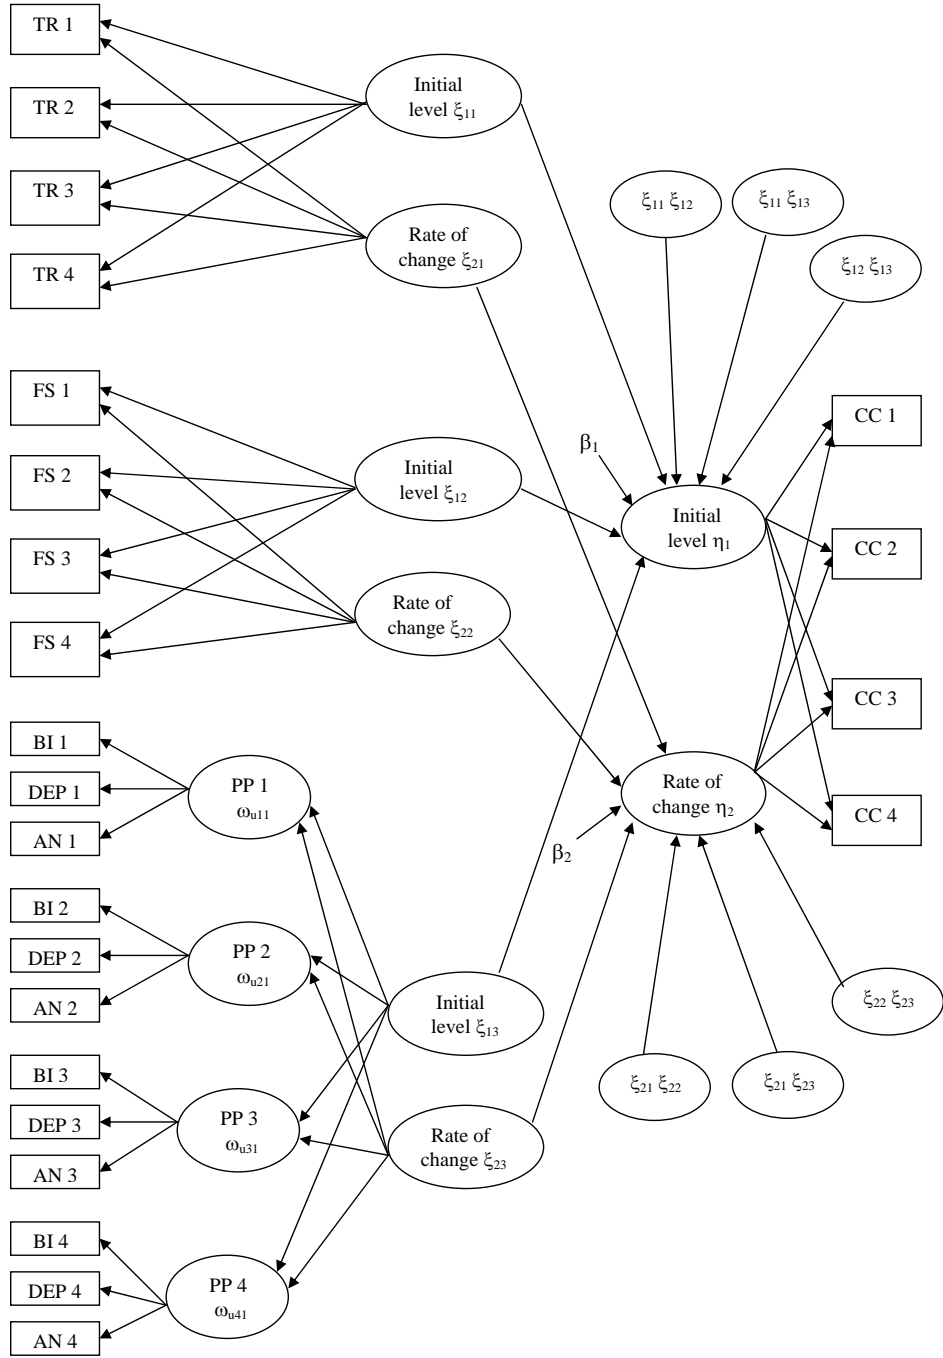 TR 1
TR 2
TR 3
TR 4
Initial
level ξ₁₁
Rate of
change ξ₂₁
ξ₁₁ ξ₁₂
ξ₁₁ ξ₁₃
ξ₁₂ ξ₁₃
FS 1
FS 2
FS 3
FS 4
Initial
level ξ₁₂
Rate of
change ξ₂₂
β₁
Initial
level η₁
CC 1
CC 2
CC 3
CC 4
Rate of
change η₂
β₂
BI 1
DEP 1
AN 1
PP 1
ωᵤ₁₁
BI 2
DEP 2
AN 2
PP 2
ωᵤ₂₁
Initial
level ξ₁₃
ξ₂₂ ξ₂₃
ξ₂₁ ξ₂₂
ξ₂₁ ξ₂₃
BI 3
DEP 3
AN 3
PP 3
ωᵤ₃₁
Rate of
change ξ₂₃
BI 4
DEP 4
AN 4
PP 4
ωᵤ₄₁